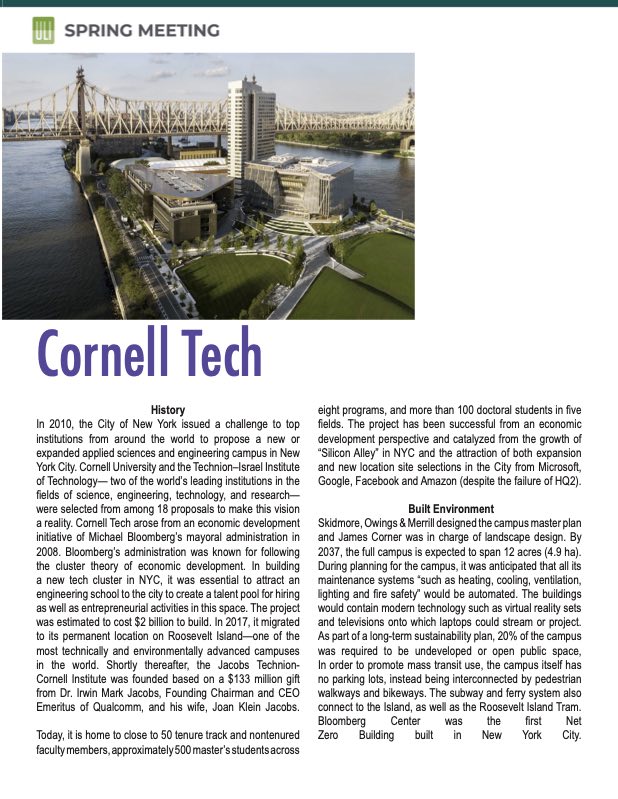 ULI SPRING MEETING
Cornell Tech
History
In 2010, the City of New York issued a challenge to top
institutions from around the world to propose a new or
expanded applied sciences and engineering campus in New
York City. Cornell University and the Technion–Israel Institute
of Technology— two of the world's leading institutions in the
fields of science, engineering, technology, and research—
were selected from among 18 proposals to make this vision
a reality. Cornell Tech arose from an economic development
initiative of Michael Bloomberg's mayoral administration in
2008. Bloomberg's administration was known for following
the cluster theory of economic development. In building
a new tech cluster in NYC, it was essential to attract an
engineering school to the city to create a talent pool for hiring
as well as entrepreneurial activities in this space. The project
was estimated to cost $2 billion to build. In 2017, it migrated
to its permanent location on Roosevelt Island—one of the
most technically and environmentally advanced campuses
in the world. Shortly thereafter, the Jacobs Technion-
Cornell Institute was founded based on a $133 million gift
from Dr. Irwin Mark Jacobs, Founding Chairman and CEO
Emeritus of Qualcomm, and his wife, Joan Klein Jacobs.
Today, it is home to close to 50 tenure track and nontenured
faculty members, approximately 500 master's students across
eight programs, and more than 100 doctoral students in five
fields. The project has been successful from an economic
development perspective and catalyzed from the growth of
“Silicon Alley” in NYC and the attraction of both expansion
and new location site selections in the City from Microsoft,
Google, Facebook and Amazon (despite the failure of HQ2).
Built Environment
Skidmore, Owings & Merrill designed the campus master plan
and James Corner was in charge of landscape design. By
2037, the full campus is expected to span 12 acres (4.9 ha).
During planning for the campus, it was anticipated that all its
maintenance systems “such as heating, cooling, ventilation,
lighting and fire safety” would be automated. The buildings
would contain modern technology such as virtual reality sets
and televisions onto which laptops could stream or project.
As part of a long-term sustainability plan, 20% of the campus
was required to be undeveloped or open public space,
In order to promote mass transit use, the campus itself has
no parking lots, instead being interconnected by pedestrian
walkways and bikeways. The subway and ferry system also
connect to the Island, as well as the Roosevelt Island Tram.
Bloomberg Center was the first Net
Zero Building built in New York City.